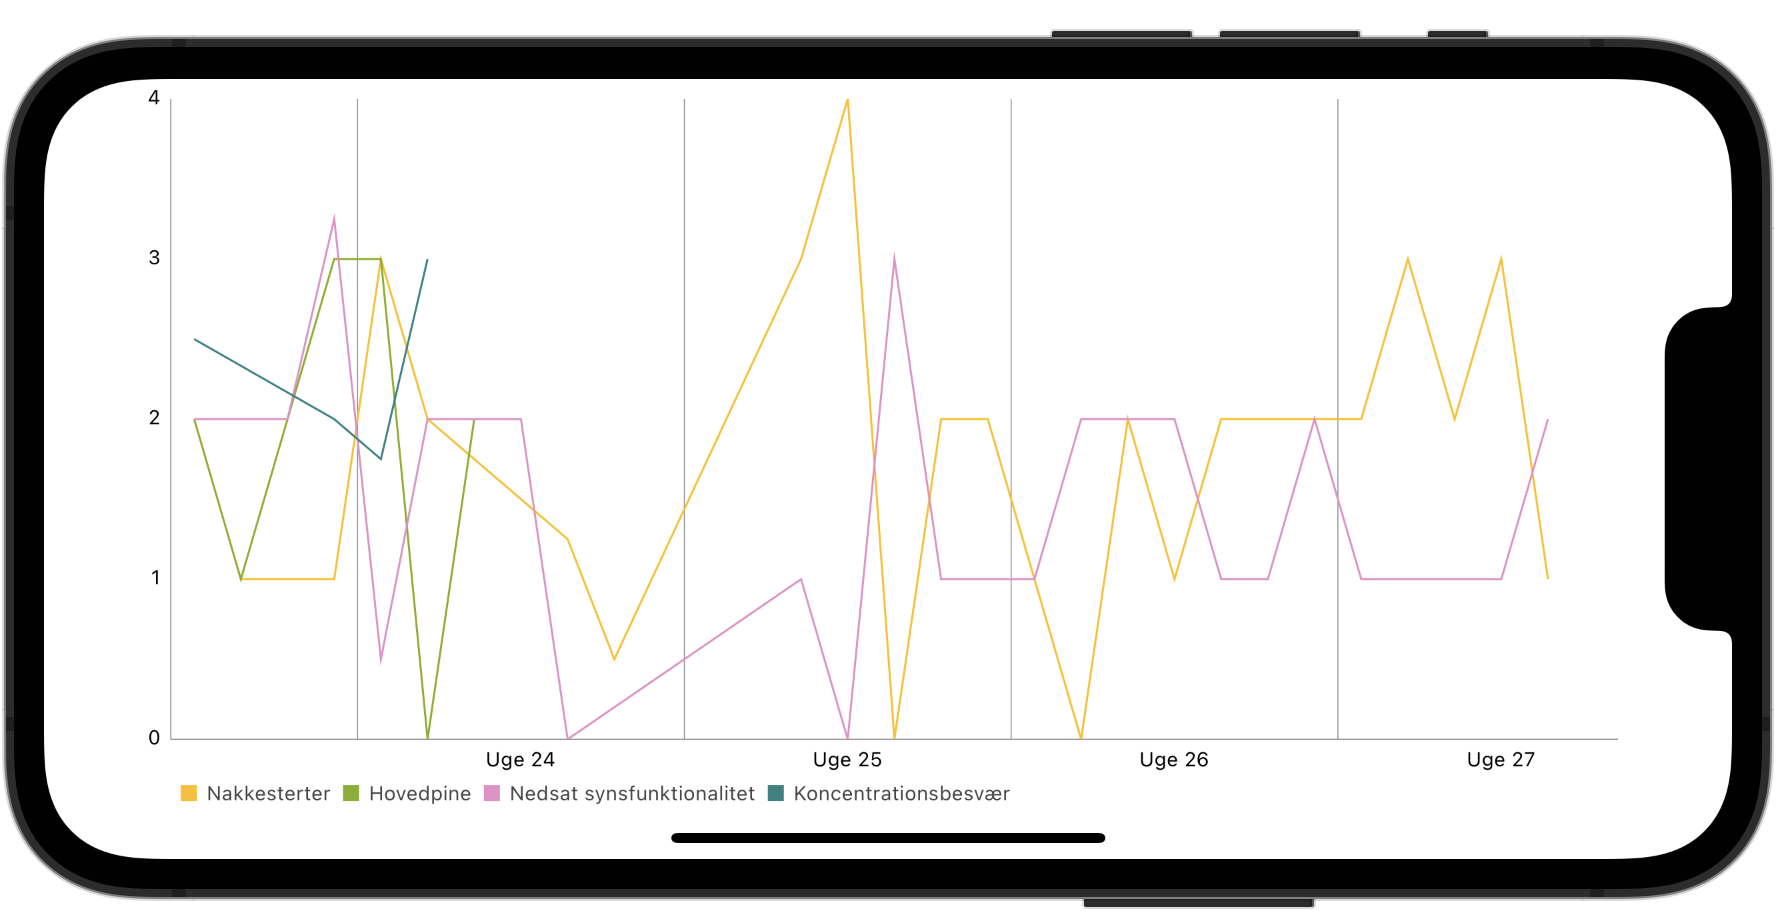 4
3
2
1
0
Uge 24 Uge 25 Uge 26 Uge 27
Nakkesterter Hovedpine Nedsat synsfunktionalitet Koncentrationsbesvær